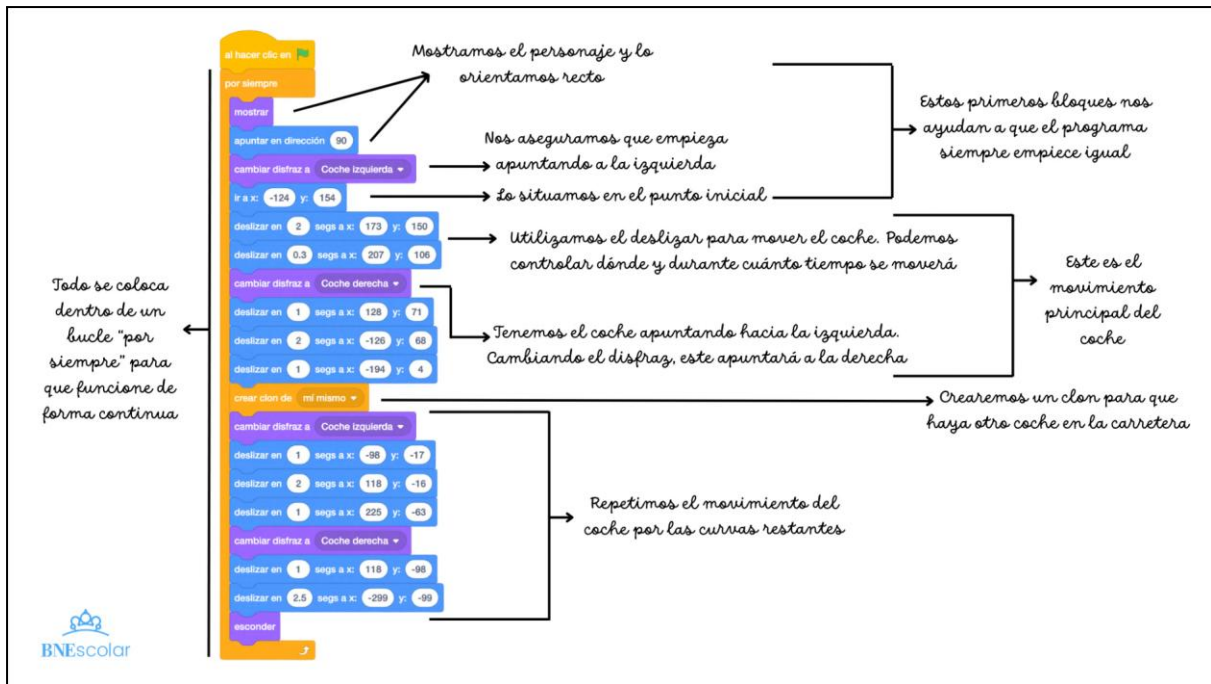 al hacer clic en
por siempre
mostrar
apuntar en dirección 90
cambiar disfraz a Coche izquierda
ir a x: -124 y: 154
deslizar en 2 segs a x: 173 y: 150
deslizar en 0.3 segs a x: 207 y: 106
cambiar disfraz a Coche derecha
deslizar en 1 segs a x: 128 y: 71
deslizar en 2 segs a x: -126 y: 68
deslizar en 1 segs a x: -194 y: 4
crear clon de mí mismo
cambiar disfraz a Coche izquierda
deslizar en 1 segs a x: -98 y: -17
deslizar en 2 segs a x: 118 y: -16
deslizar en 1 segs a x: 225 y: -63
cambiar disfraz a Coche derecha
deslizar en 1 segs a x: 118 y: -98
deslizar en 2.5 segs a x: -299 y: -99
esconder
Todo se coloca
dentro de un
bucle "por
siempre" para
que funcione de
forma continua
Mostramos el personaje y lo
orientamos recto
Nos aseguramos que empieza
apuntando a la izquierda
Lo situamos en el punto inicial
Estos primeros bloques nos
ayudan a que el programa
siempre empiece igual
Utilizamos el deslizar para mover el coche. Podemos
controlar dónde y durante cuánto tiempo se moverá
Tenemos el coche apuntando hacia la izquierda.
Cambiando el disfraz, este apuntará a la derecha
Este es el
movimiento
principal del
coche
Crearemos un clon para que
haya otro coche en la carretera
Repetimos el movimiento del
coche por las curvas restantes
BNEscolar